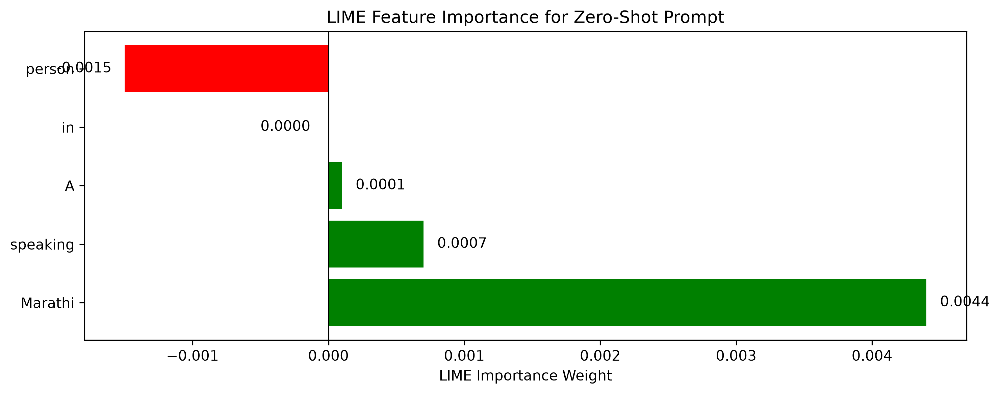 LIME Feature Importance for Zero-Shot Prompt
person -0.0015
in 0.0000
A 0.0001
speaking 0.0007
Marathi 0.0044
−0.001 0.000 0.001 0.002 0.003 0.004
LIME Importance Weight